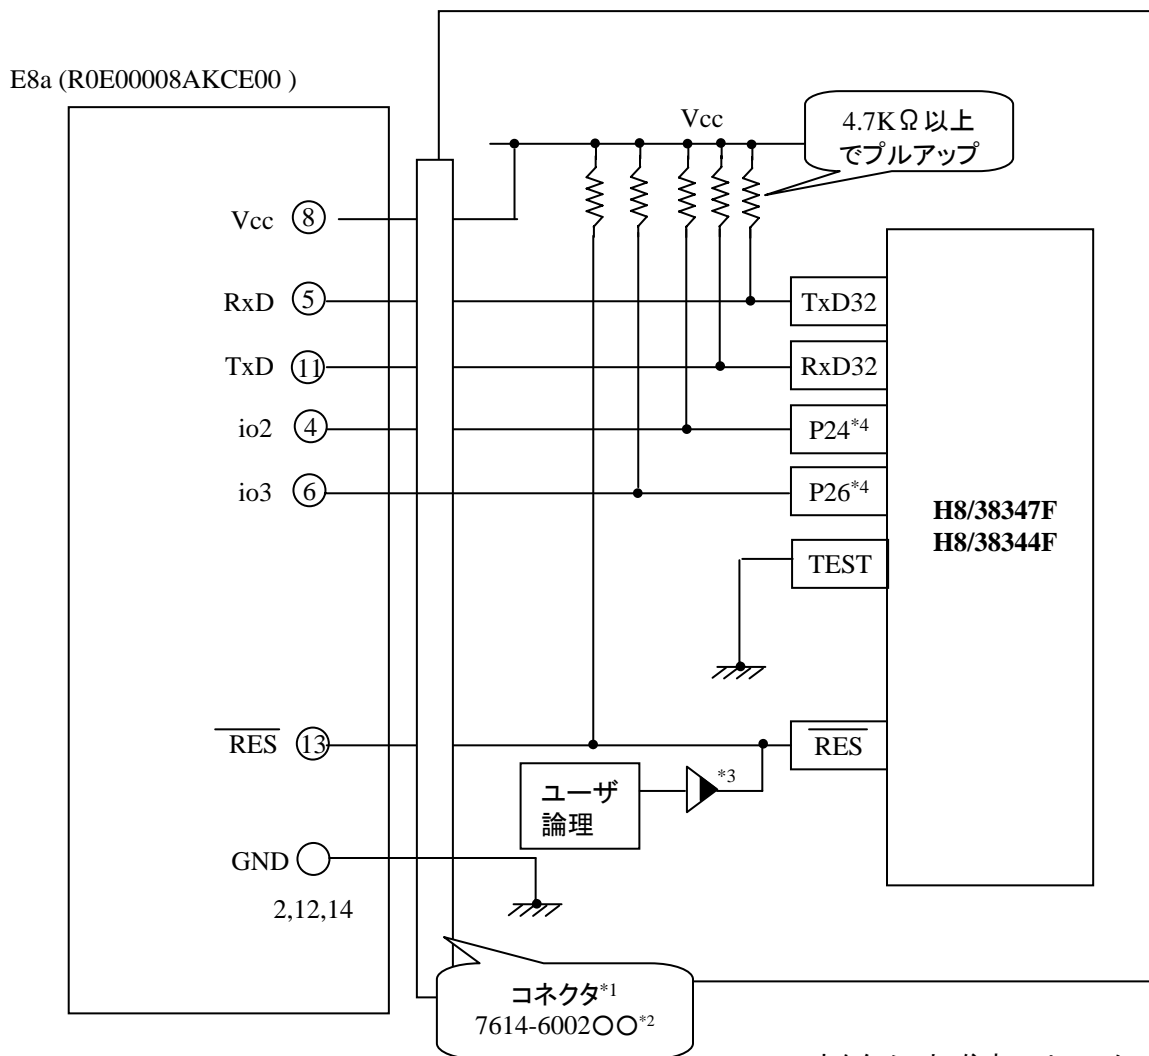 E8a (R0E00008AKCE00 )
Vcc
4.7KΩ以上
でプルアップ
Vcc 8
RxD 5
TxD32
TxD 11
RxD32
io2 4
P24*4
io3 6
P26*4
H8/38347F
H8/38344F
TEST
RES 13
RES
*3
ユーザ
論理
GND
2,12,14
コネクタ*1
7614-6002〇〇*2